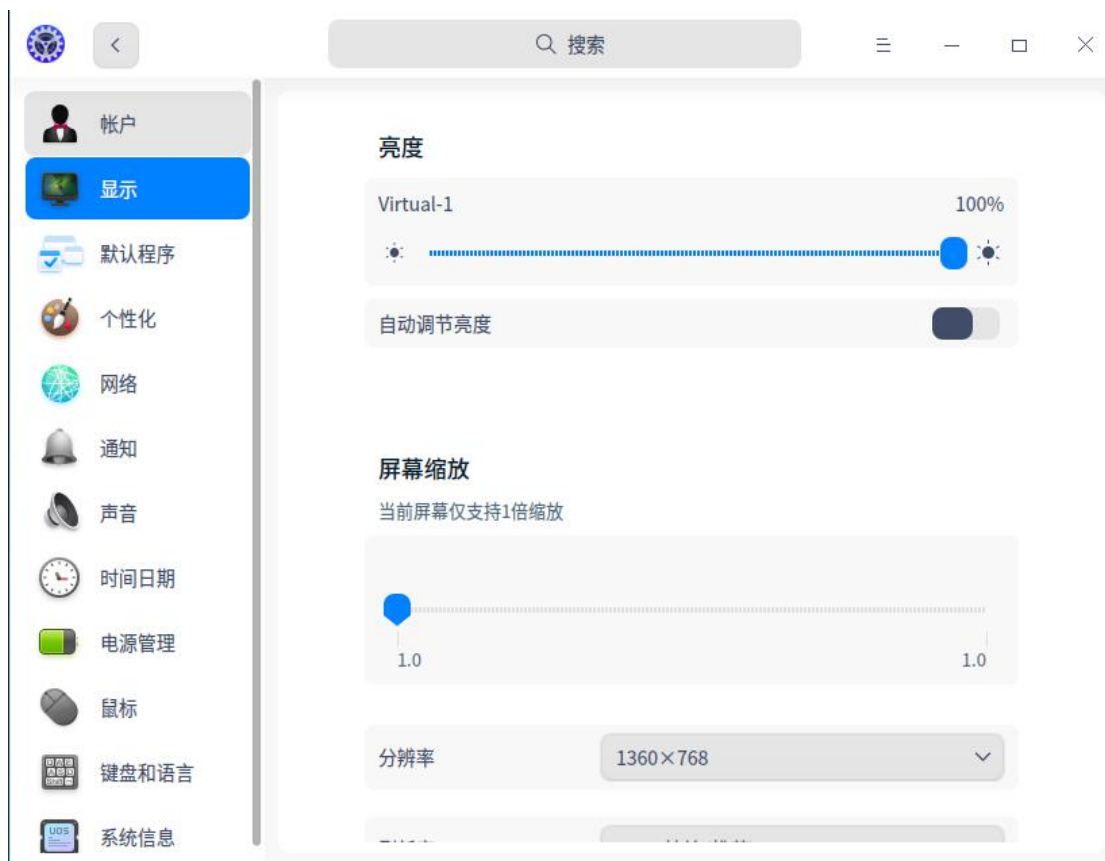 搜索
帐户
显示
默认程序
个性化
网络
通知
声音
时间日期
电源管理
鼠标
键盘和语言
UOS
系统信息
亮度
Virtual-1 100%
自动调节亮度
屏幕缩放
当前屏幕仅支持1倍缩放
1.0 1.0
分辨率 1360×768